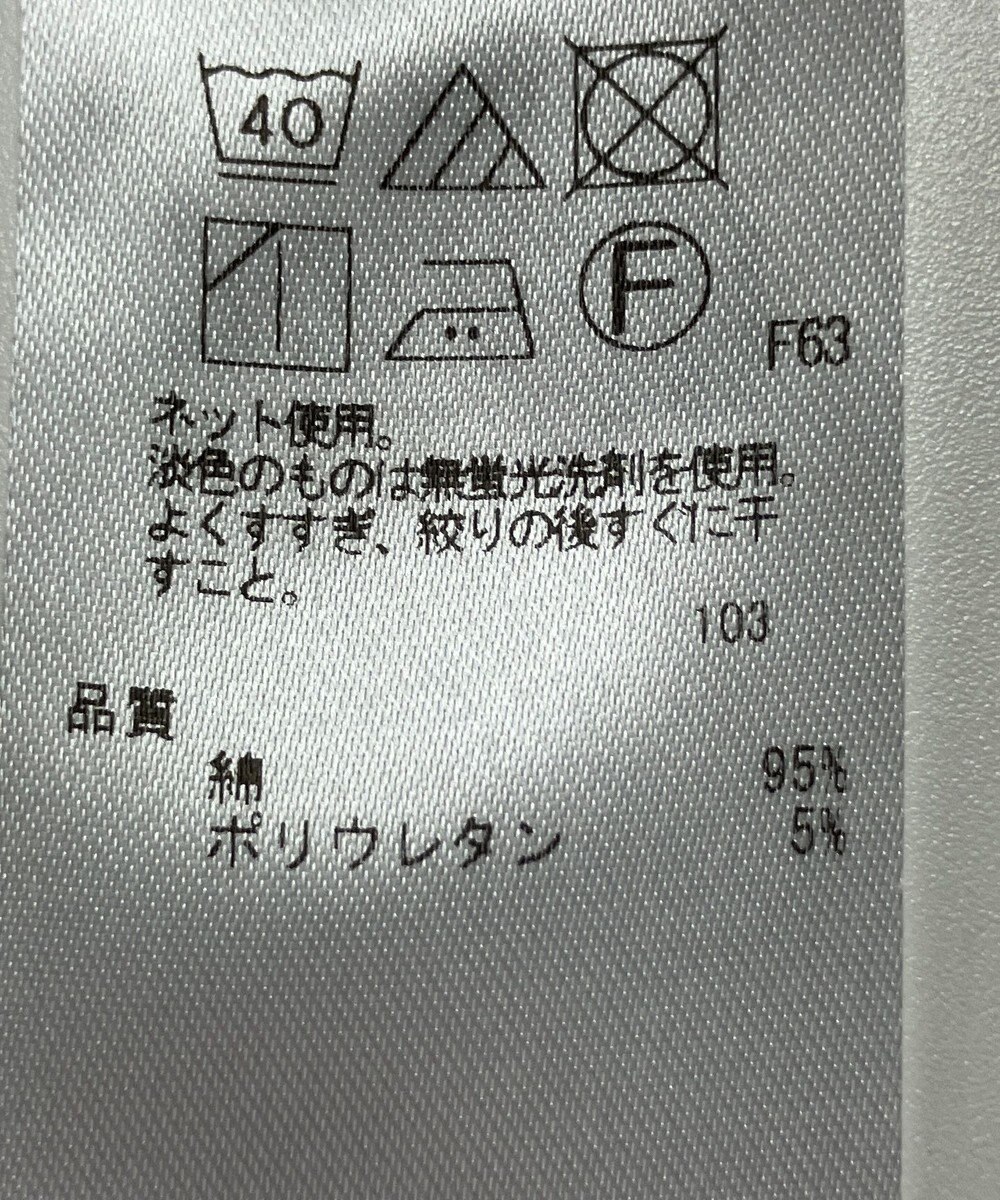 40
F
F63
ネット使用。
淡色のものは無蛍光洗剤を使用。
よくすすぎ、絞りの後すぐに干
すこと。
103
品質
綿 95%
ポリウレタン 5%